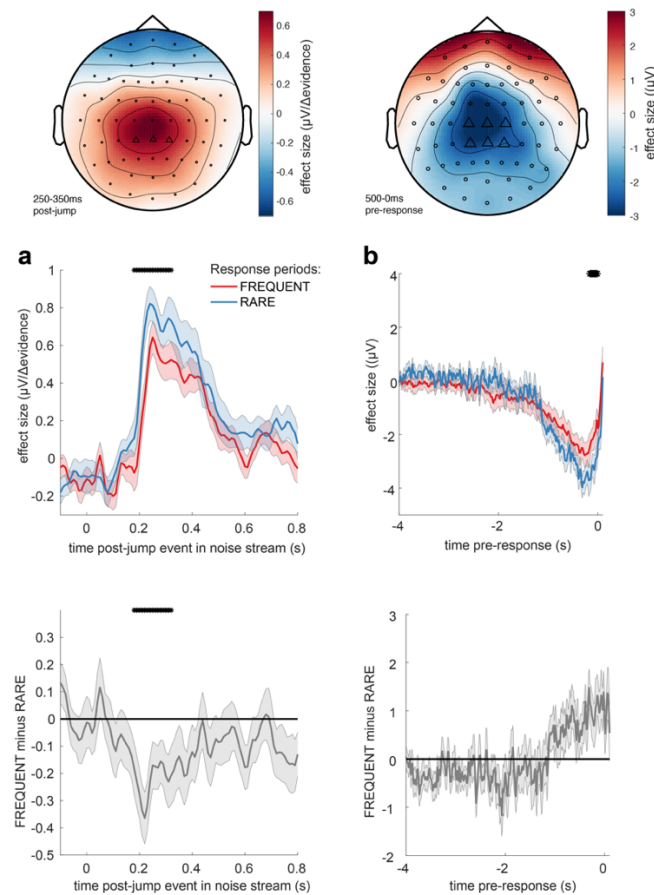 0.6
0.4
0.2
0
-0.2
-0.4
-0.6
effect size (µV/Δevidence)
250-350ms
post-jump
3
2
1
0
-1
-2
-3
effect size ((µV)
500-0ms
pre-response
a
Response periods:
FREQUENT
RARE
1
0.8
0.6
0.4
0.2
0
-0.2
effect size (µV/Δevidence)
0 0.2 0.4 0.6 0.8
time post-jump event in noise stream (s)
b
4
2
0
-2
-4
effect size ((µV)
-4 -2 0
time pre-response (s)
0.3
0.2
0.1
0
-0.1
-0.2
-0.3
-0.4
-0.5
FREQUENT minus RARE
0 0.2 0.4 0.6 0.8
time post-jump event in noise stream (s)
3
2
1
0
-1
-2
FREQUENT minus RARE
-4 -2 0
time pre-response (s)